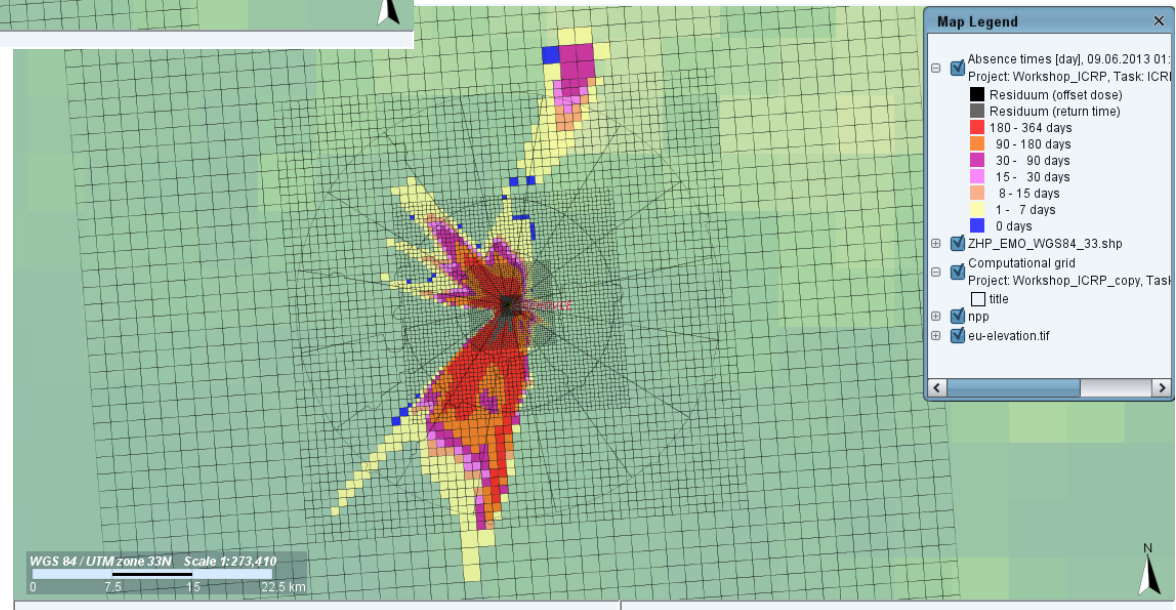 Map Legend
Absence times [day], 09.06.2013 01:
Project: Workshop_ICRP, Task: ICRI
Residuum (offset dose)
Residuum (return time)
180 - 364 days
90 - 180 days
30 - 90 days
15 - 30 days
8 - 15 days
1 - 7 days
0 days
ZHP_EMO_WGS84_33.shp
Computational grid
Project: Workshop_ICRP_copy, Task
title
npp
eu-elevation.tif
WGS 84 / UTM zone 33N Scale 1:273,410
0 7.5 15 22.5 km
N